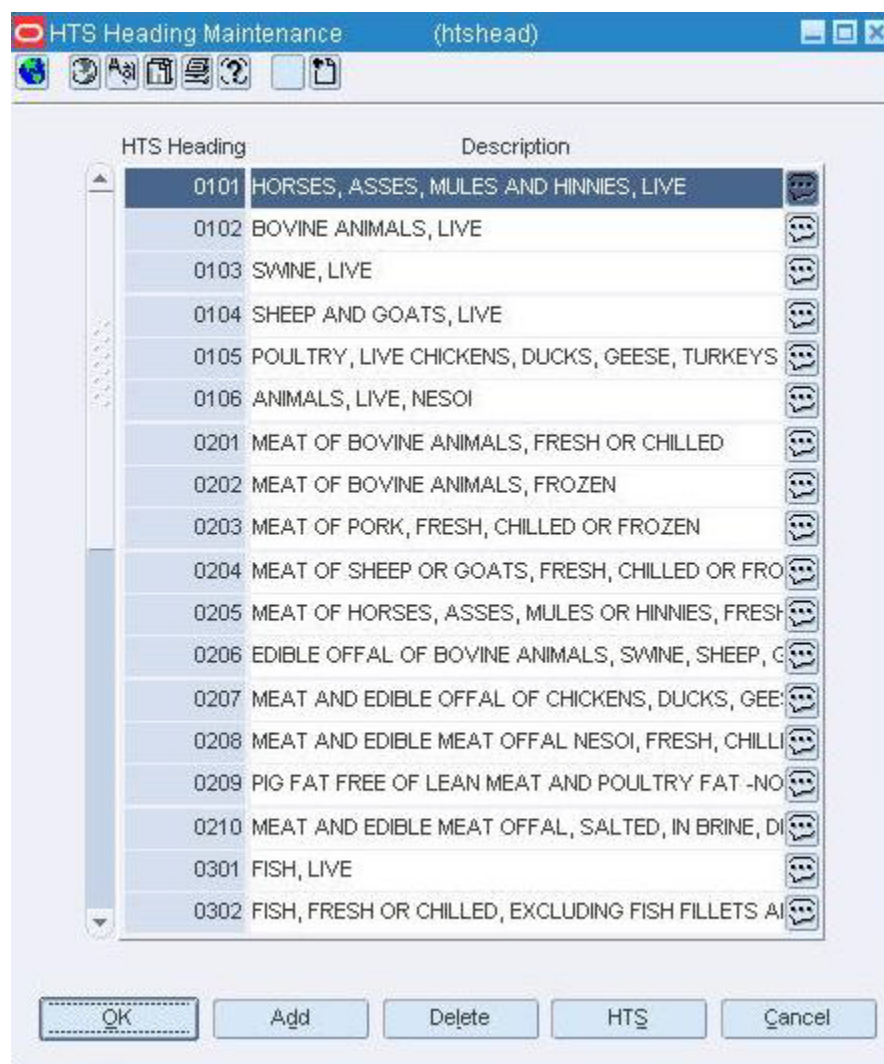 HTS Heading Maintenance (htshead)
HTS Heading Description
0101 HORSES, ASSES, MULES AND HINNIES, LIVE
0102 BOVINE ANIMALS, LIVE
0103 SWINE, LIVE
0104 SHEEP AND GOATS, LIVE
0105 POULTRY, LIVE CHICKENS, DUCKS, GEESE, TURKEYS
0106 ANIMALS, LIVE, NESOI
0201 MEAT OF BOVINE ANIMALS, FRESH OR CHILLED
0202 MEAT OF BOVINE ANIMALS, FROZEN
0203 MEAT OF PORK, FRESH, CHILLED OR FROZEN
0204 MEAT OF SHEEP OR GOATS, FRESH, CHILLED OR FRO
0205 MEAT OF HORSES, ASSES, MULES OR HINNIES, FRESH
0206 EDIBLE OFFAL OF BOVINE ANIMALS, SWINE, SHEEP, G
0207 MEAT AND EDIBLE OFFAL OF CHICKENS, DUCKS, GEES
0208 MEAT AND EDIBLE MEAT OFFAL NESOI, FRESH, CHILLI
0209 PIG FAT FREE OF LEAN MEAT AND POULTRY FAT -NO
0210 MEAT AND EDIBLE MEAT OFFAL, SALTED, IN BRINE, DI
0301 FISH, LIVE
0302 FISH, FRESH OR CHILLED, EXCLUDING FISH FILLETS AI
OK Add Delete HTS Cancel